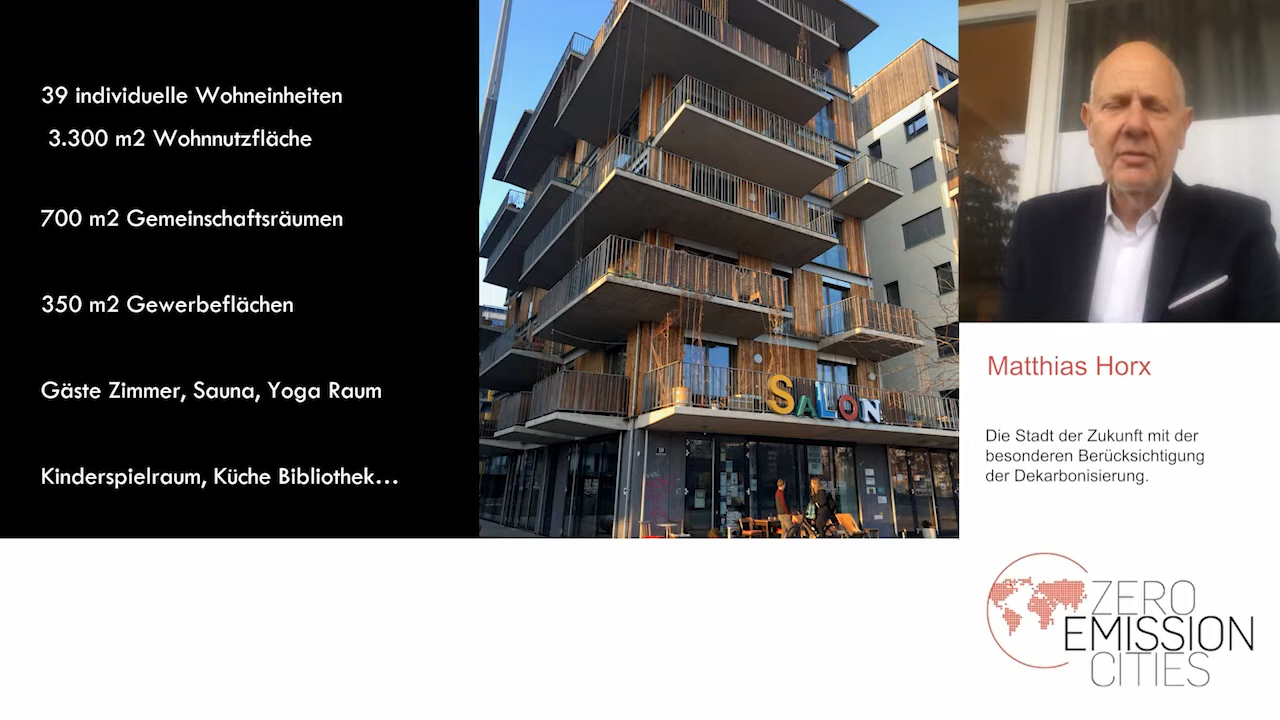 39 individuelle Wohneinheiten
3.300 m2 Wohnnutzfläche
700 m2 Gemeinschaftsräumen
350 m2 Gewerbeflächen
Gäste Zimmer, Sauna, Yoga Raum
Kinderspielraum, Küche Bibliothek...
SALON
Matthias Horx
Die Stadt der Zukunft mit der
besonderen Berücksichtigung
der Dekarbonisierung.
ZERO
EMISSION
CITIES